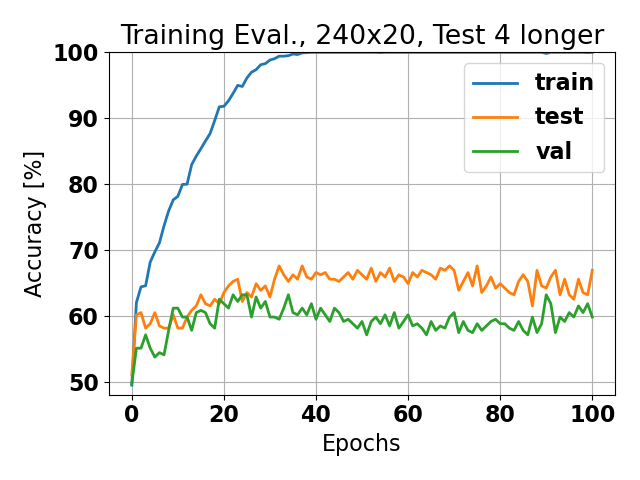 Training Eval., 240x20, Test 4 longer
100
90
80
70
60
50
Accuracy [%]
train
test
val
0 20 40 60 80 100
Epochs